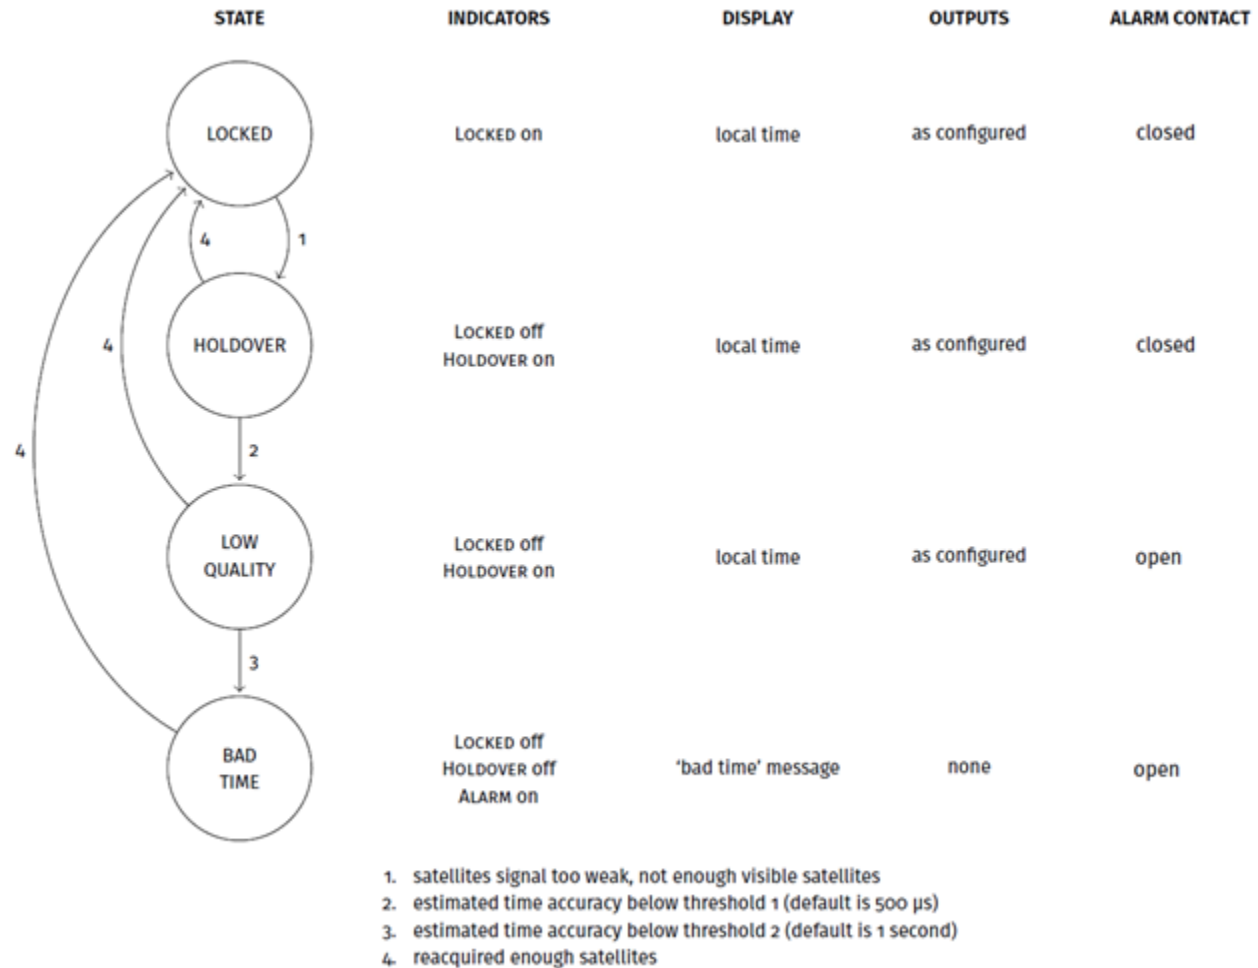 STATE INDICATORS DISPLAY OUTPUTS ALARM CONTACT
LOCKED LOCKED on local time as configured closed
4 1
LOCKED off
HOLDOVER local time as configured closed
HOLDOVER on
4
4 2
LOW LOCKED off
local time as configured open
QUALITY HOLDOVER on
3
LOCKED off
BAD
HOLDOVER off 'bad time' message none open
TIME
ALARM on
1. satellites signal too weak, not enough visible satellites
2. estimated time accuracy below threshold 1 (default is 500 µs)
3. estimated time accuracy below threshold 2 (default is 1 second)
4. reacquired enough satellites